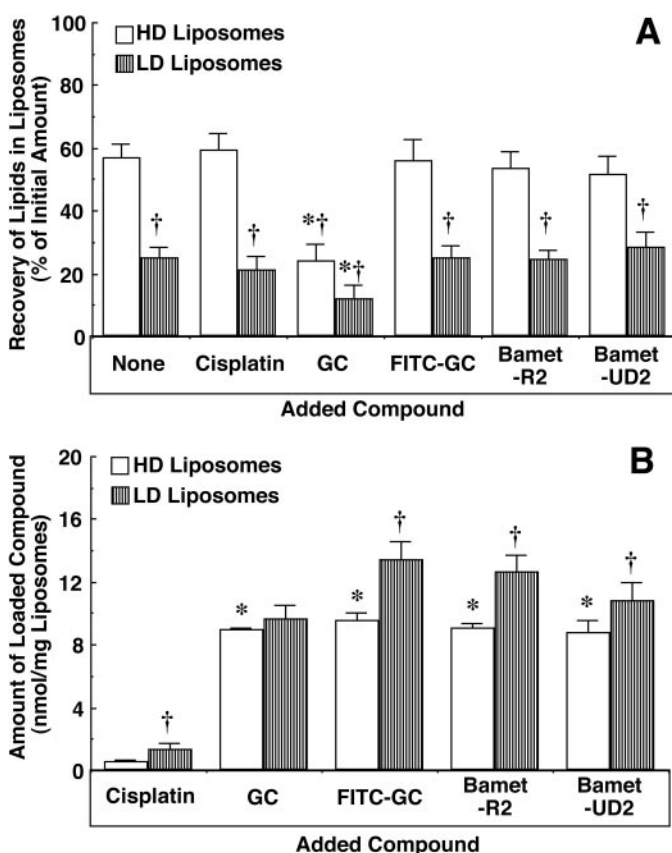 A
HD Liposomes
LD Liposomes
Recovery of Lipids in Liposomes
(% of Initial Amount)
100
80
60
40
20
0
† † *† *† † † †
None Cisplatin GC FITC-GC Bamet Bamet
-R2 -UD2
Added Compound
B
HD Liposomes
LD Liposomes
Amount of Loaded Compound
(nmol/mg Liposomes)
20
16
12
8
4
0
† * * † * † * †
Cisplatin GC FITC-GC Bamet Bamet
-R2 -UD2
Added Compound